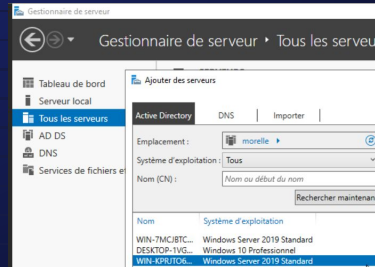 Gestionnaire de serveur
Gestionnaire de serveur ‣ Tous les serveu
Tableau de bord
Serveur local
Tous les serveurs
AD DS
DNS
Services de fichiers et
Ajouter des serveurs
Active Directory DNS Importer
Emplacement : morelle
Système d'exploitation : Tous
Nom (CN) : Nom ou début du nom
Rechercher maintenan
Nom Système d'exploitation
WIN-7MCJBTC... Windows Server 2019 Standard
DESKTOP-1VG... Windows 10 Professionnel
WIN-KPRJTO6... Windows Server 2019 Standard